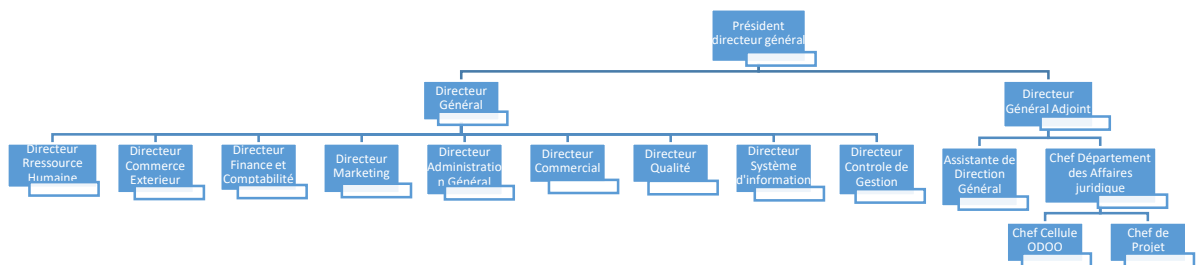 Président
directeur général
Directeur
Général
Directeur
Général Adjoint
Directeur
Rressource
Humaine
Directeur
Commerce
Exterieur
Directeur
Finance et
Comptabilité
Directeur
Marketing
Directeur
Administratio
n Général
Directeur
Commercial
Directeur
Qualité
Directeur
Système
d'information
Directeur
Controle de
Gestion
Assistante de
Direction
Général
Chef Département
des Affaires
juridique
Chef Cellule
ODOO
Chef de
Projet